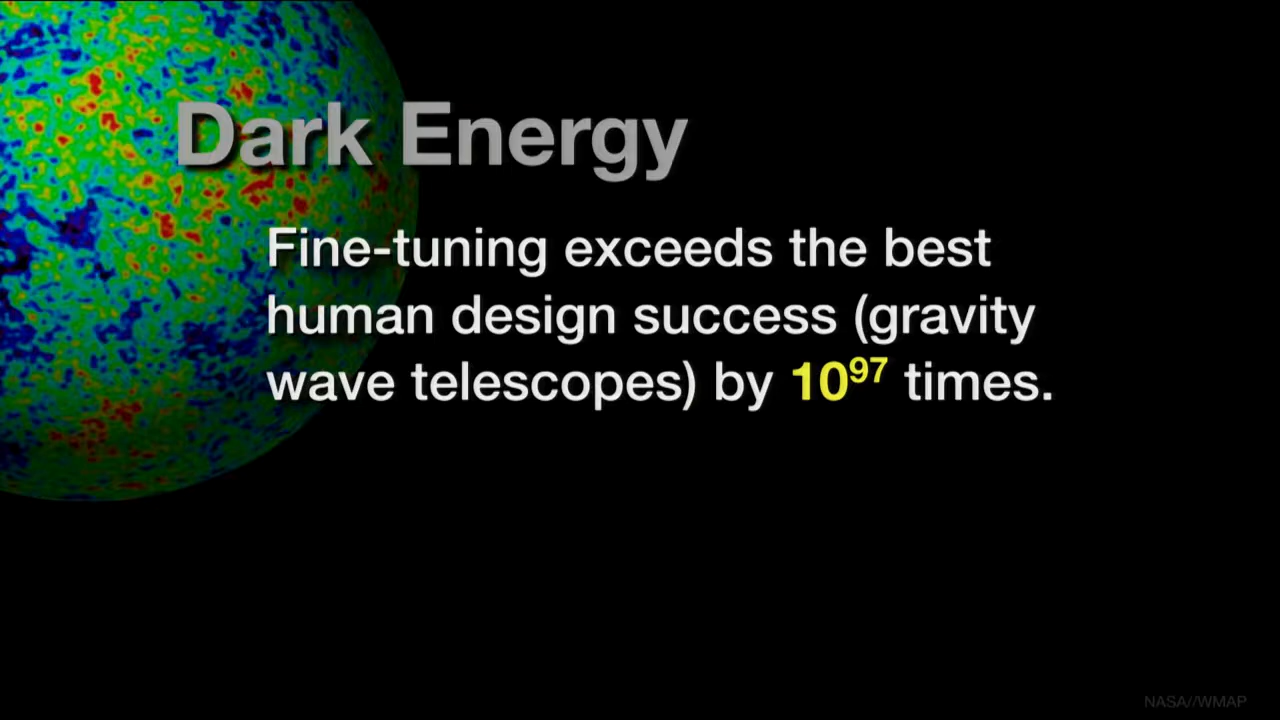 Dark Energy
Fine-tuning exceeds the best
human design success (gravity
wave telescopes) by 10⁹⁷ times.
NASA//WMAP